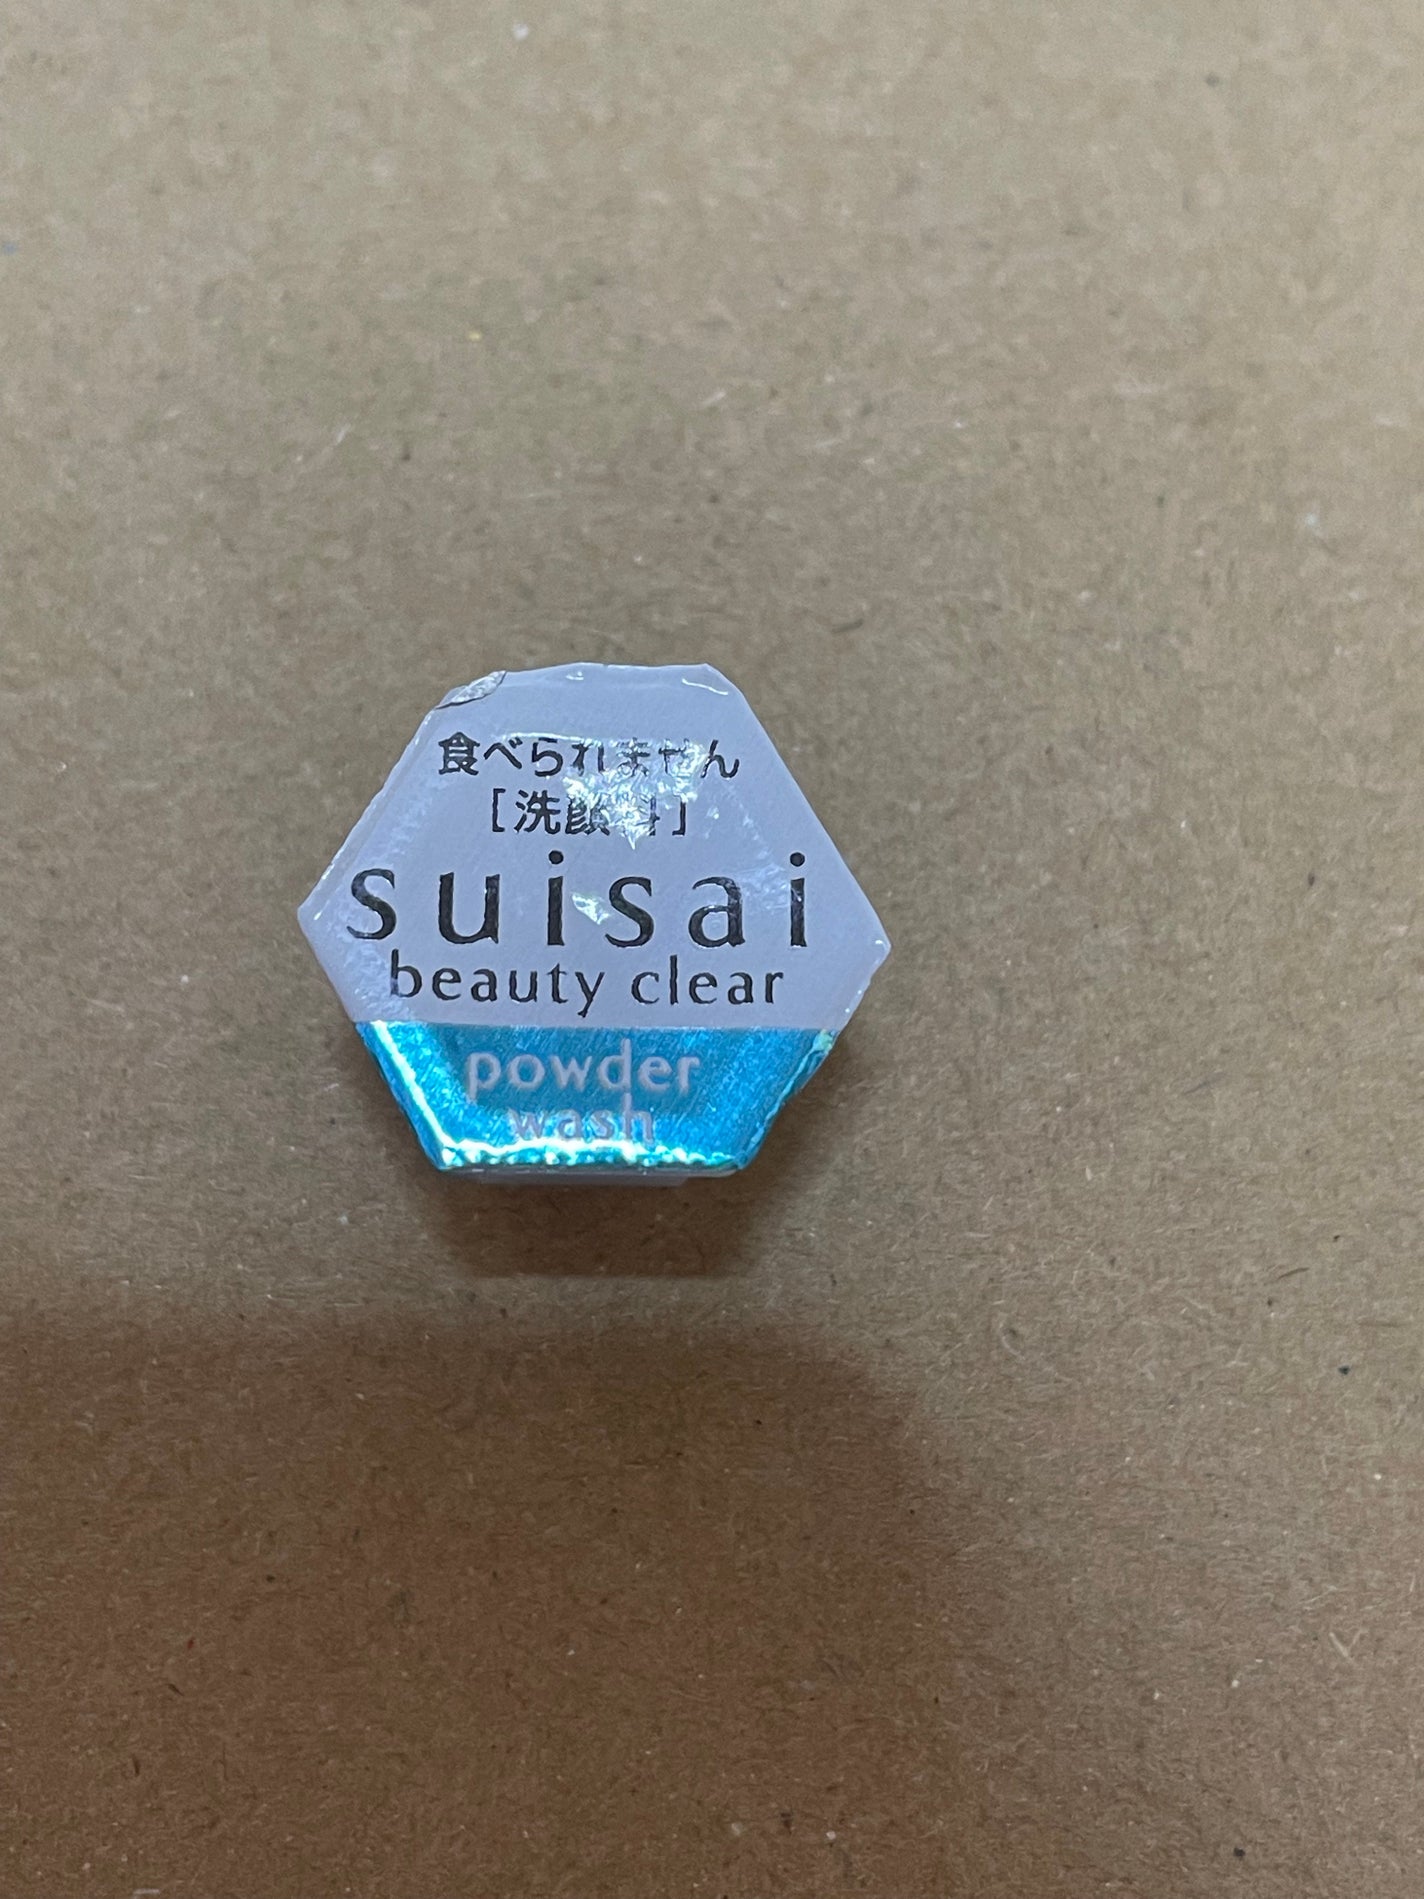 食べられません
[洗顔料]
suisai
beauty clear
powder
wash